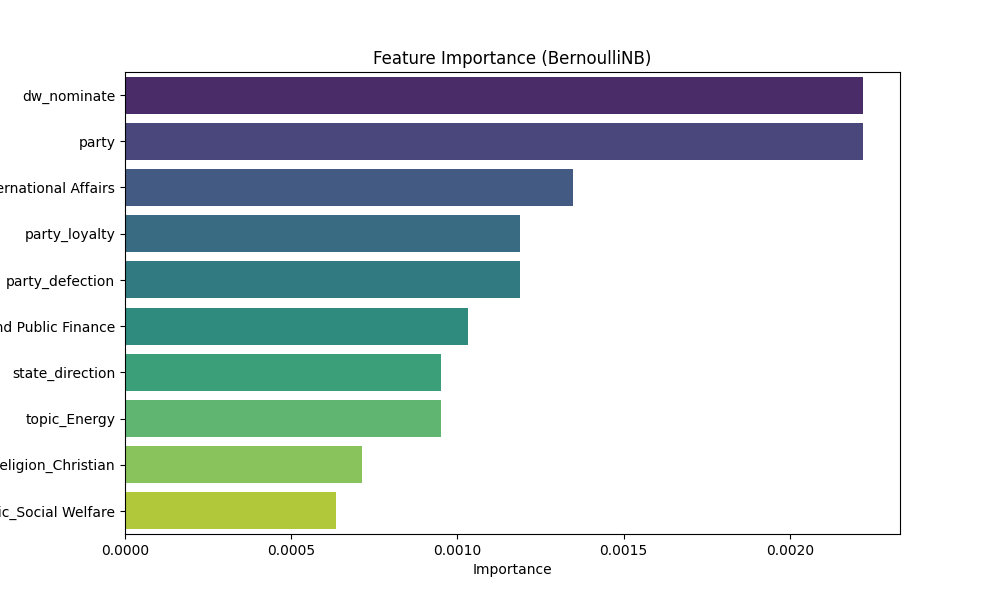 Feature Importance (BernoulliNB)
dw_nominate
party
ernational Affairs
party_loyalty
party_defection
nd Public Finance
state_direction
topic_Energy
eligion_Christian
ic_Social Welfare
0.0000 0.0005 0.0010 0.0015 0.0020
Importance